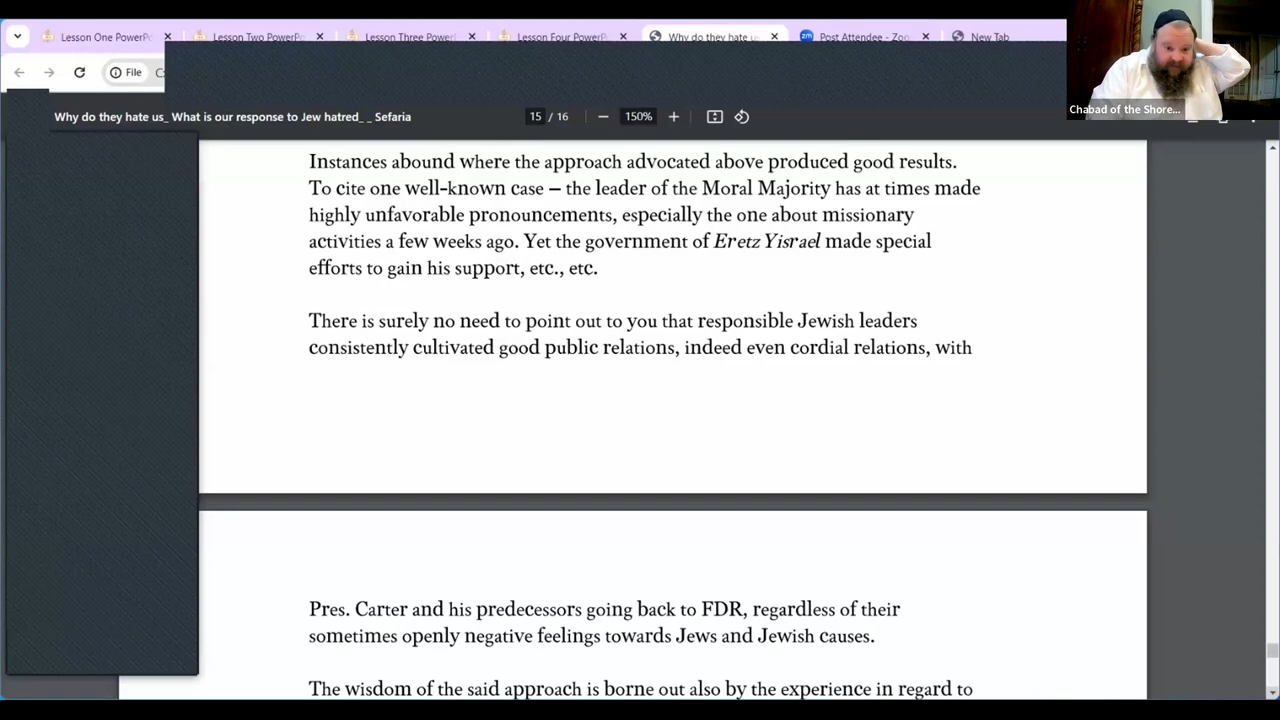 Lesson One PowerP
Lesson Two PowerP
Lesson Three Power
Lesson Four PowerP
Why do they hate us
Post Attendee - Zoo
New Tab
File
Chabad of the Shore...
Why do they hate us_ What is our response to Jew hatred_ _ Sefaria
15 / 16
150%
Instances abound where the approach advocated above produced good results.
To cite one well-known case – the leader of the Moral Majority has at times made
highly unfavorable pronouncements, especially the one about missionary
activities a few weeks ago. Yet the government of Eretz Yisrael made special
efforts to gain his support, etc., etc.
There is surely no need to point out to you that responsible Jewish leaders
consistently cultivated good public relations, indeed even cordial relations, with
Pres. Carter and his predecessors going back to FDR, regardless of their
sometimes openly negative feelings towards Jews and Jewish causes.
The wisdom of the said approach is borne out also by the experience in regard to